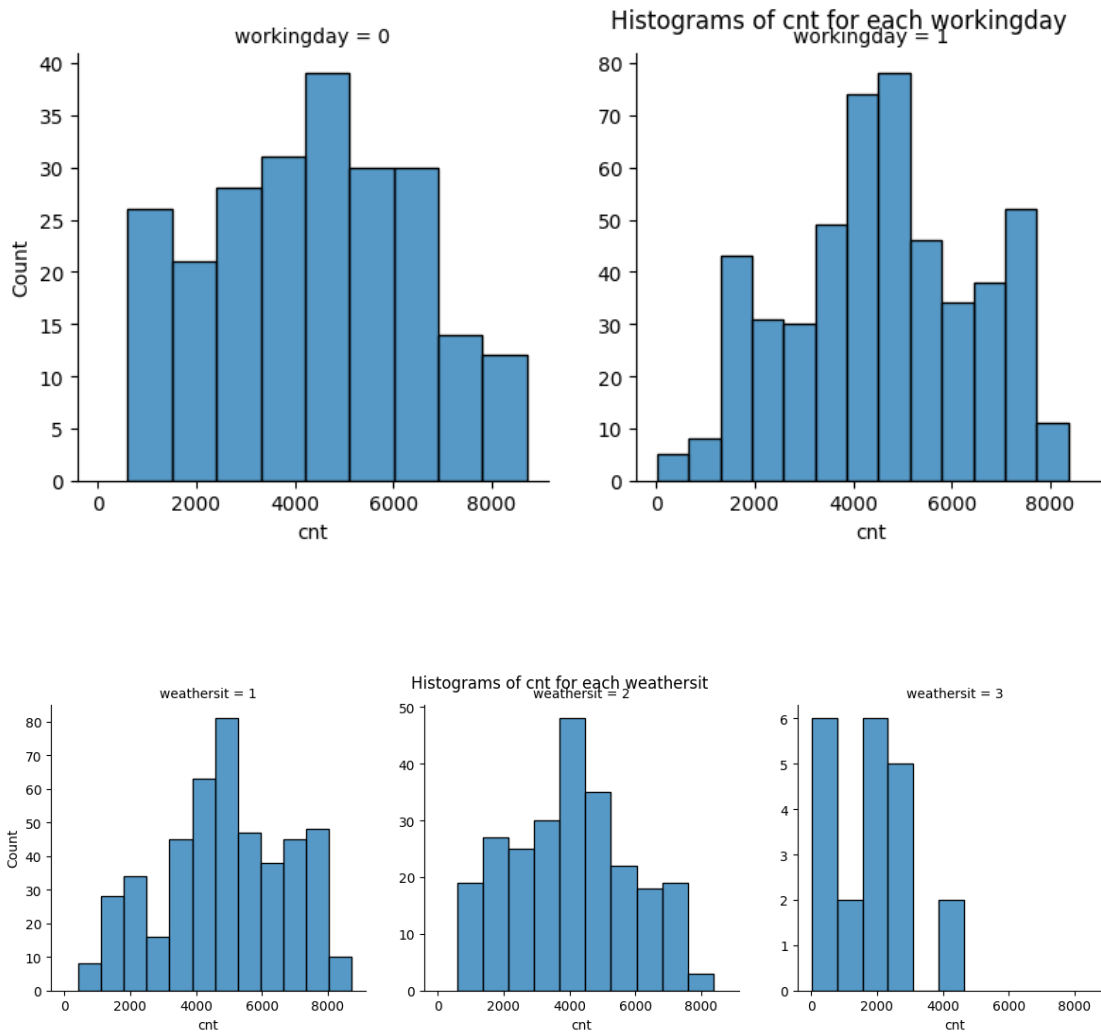 Histograms of cnt for each workingday
workingday = 0
workingday = 1
Count
40
35
30
25
20
15
10
5
0
0 2000 4000 6000 8000
cnt
80
70
60
50
40
30
20
10
0
0 2000 4000 6000 8000
cnt
Histograms of cnt for each weathersit
weathersit = 1
weathersit = 2
weathersit = 3
Count
80
70
60
50
40
30
20
10
0
0 2000 4000 6000 8000
cnt
50
40
30
20
10
0
0 2000 4000 6000 8000
cnt
6
5
4
3
2
1
0
0 2000 4000 6000 8000
cnt